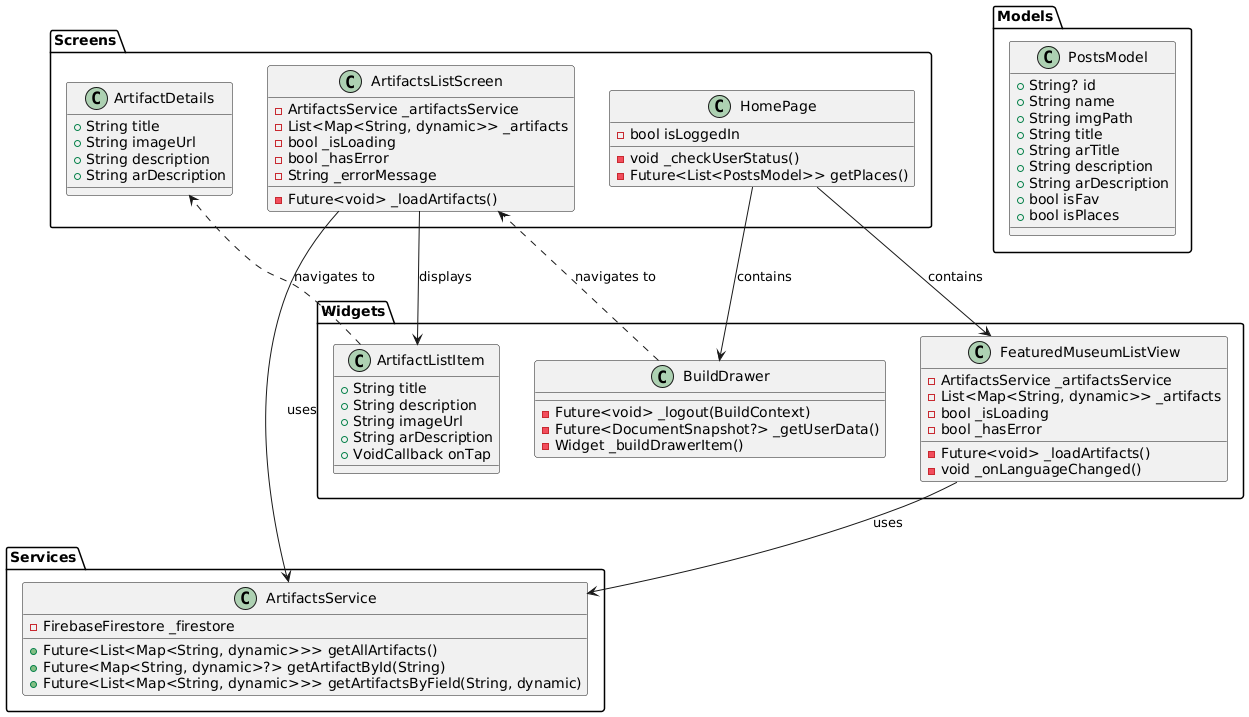 Models
C PostsModel
String? id
String name
String imgPath
String title
String arTitle
String description
String arDescription
bool isFav
bool isPlaces
Screens
C ArtifactDetails
String title
String imageUrl
String description
String arDescription
C ArtifactsListScreen
ArtifactsService _artifactsService
List<Map<String, dynamic>> _artifacts
bool _isLoading
bool _hasError
String _errorMessage
Future<void> _loadArtifacts()
C HomePage
bool isLoggedIn
void _checkUserStatus()
Future<List<PostsModel>> getPlaces()
navigates to
displays
navigates to
contains
contains
Widgets
C ArtifactListItem
String title
String description
String imageUrl
String arDescription
VoidCallback onTap
C BuildDrawer
Future<void> _logout(BuildContext)
Future<DocumentSnapshot?> _getUserData()
Widget _buildDrawerItem()
C FeaturedMuseumListView
ArtifactsService _artifactsService
List<Map<String, dynamic>> _artifacts
bool _isLoading
bool _hasError
Future<void> _loadArtifacts()
void _onLanguageChanged()
uses
uses
Services
C ArtifactsService
FirebaseFirestore _firestore
Future<List<Map<String, dynamic>>> getAllArtifacts()
Future<Map<String, dynamic>?> getArtifactById(String)
Future<List<Map<String, dynamic>>> getArtifactsByField(String, dynamic)